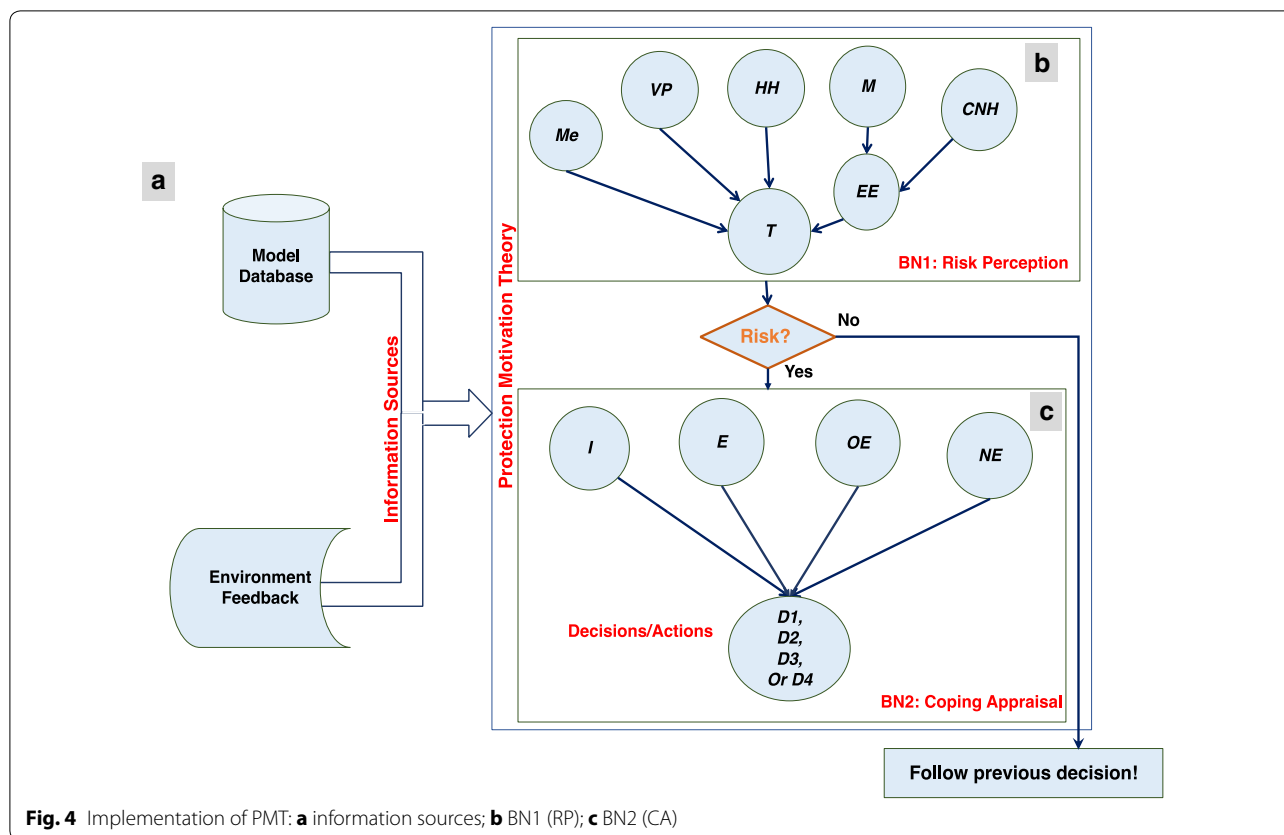 a
Model
Database
Information Sources
Environment
Feedback
Protection Motivation Theory
b
Me
VP
HH
M
CNH
EE
T
BN1: Risk Perception
Risk?
No
Yes
c
I
E
OE
NE
Decisions/Actions
D1,
D2,
D3,
Or D4
BN2: Coping Appraisal
Follow previous decision!
Fig. 4 Implementation of PMT: a information sources; b BN1 (RP); c BN2 (CA)